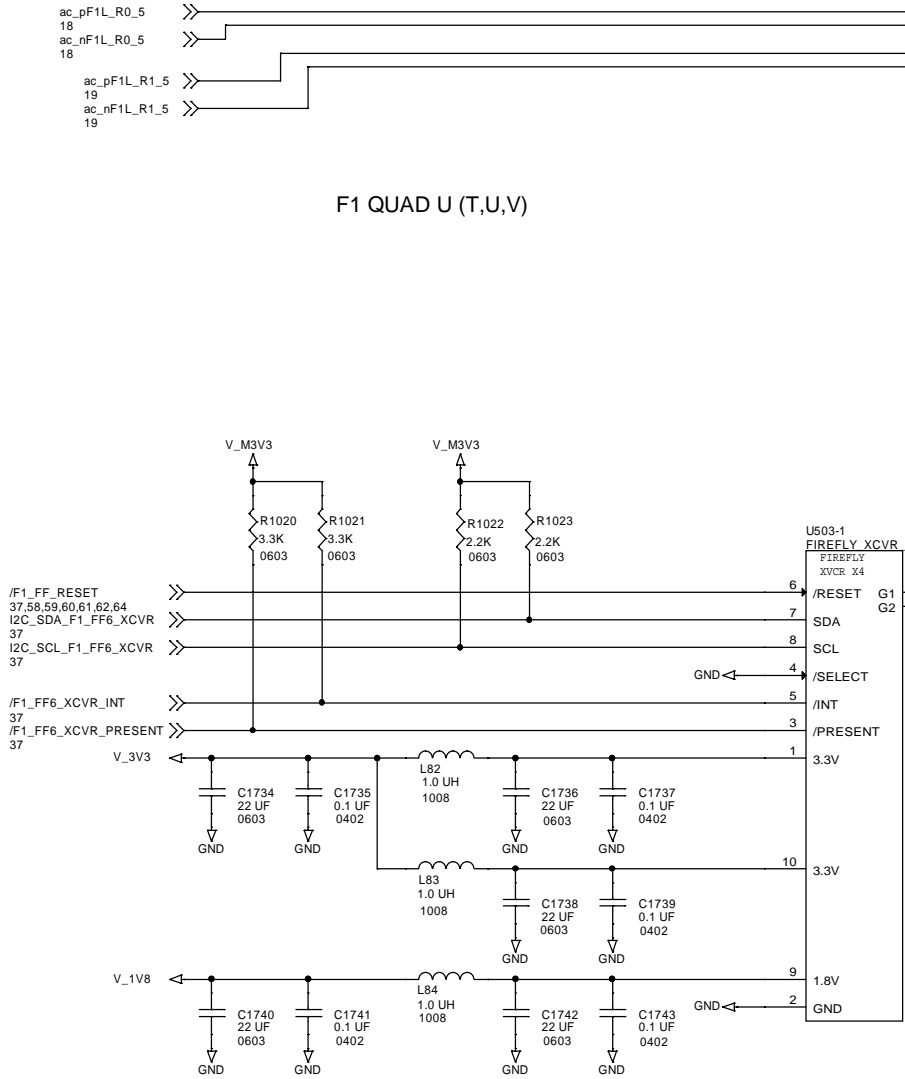 ac_pF1L_R0_5
18
ac_nF1L_R0_5
18
ac_pF1L_R1_5
19
ac_nF1L_R1_5
19
F1 QUAD U (T,U,V)
V_M3V3
V_M3V3
R1020
3.3K
0603
R1021
3.3K
0603
R1022
2.2K
0603
R1023
2.2K
0603
U503-1
FIREFLY_XCVR
FIREFLY
XVCR X4
/F1_FF_RESET
37,58,59,60,61,62,64
6
/RESET
G1
G2
I2C_SDA_F1_FF6_XCVR
37
7
SDA
I2C_SCL_F1_FF6_XCVR
37
8
SCL
GND
4
/SELECT
/F1_FF6_XCVR_INT
37
5
/INT
/F1_FF6_XCVR_PRESENT
37
3
/PRESENT
V_3V3
1
3.3V
L82
1.0 UH
1008
C1734
22 UF
0603
GND
C1735
0.1 UF
0402
GND
C1736
22 UF
0603
GND
C1737
0.1 UF
0402
GND
L83
1.0 UH
1008
10
3.3V
C1738
22 UF
0603
GND
C1739
0.1 UF
0402
GND
V_1V8
L84
1.0 UH
1008
9
1.8V
GND
2
GND
C1740
22 UF
0603
GND
C1741
0.1 UF
0402
GND
C1742
22 UF
0603
GND
C1743
0.1 UF
0402
GND